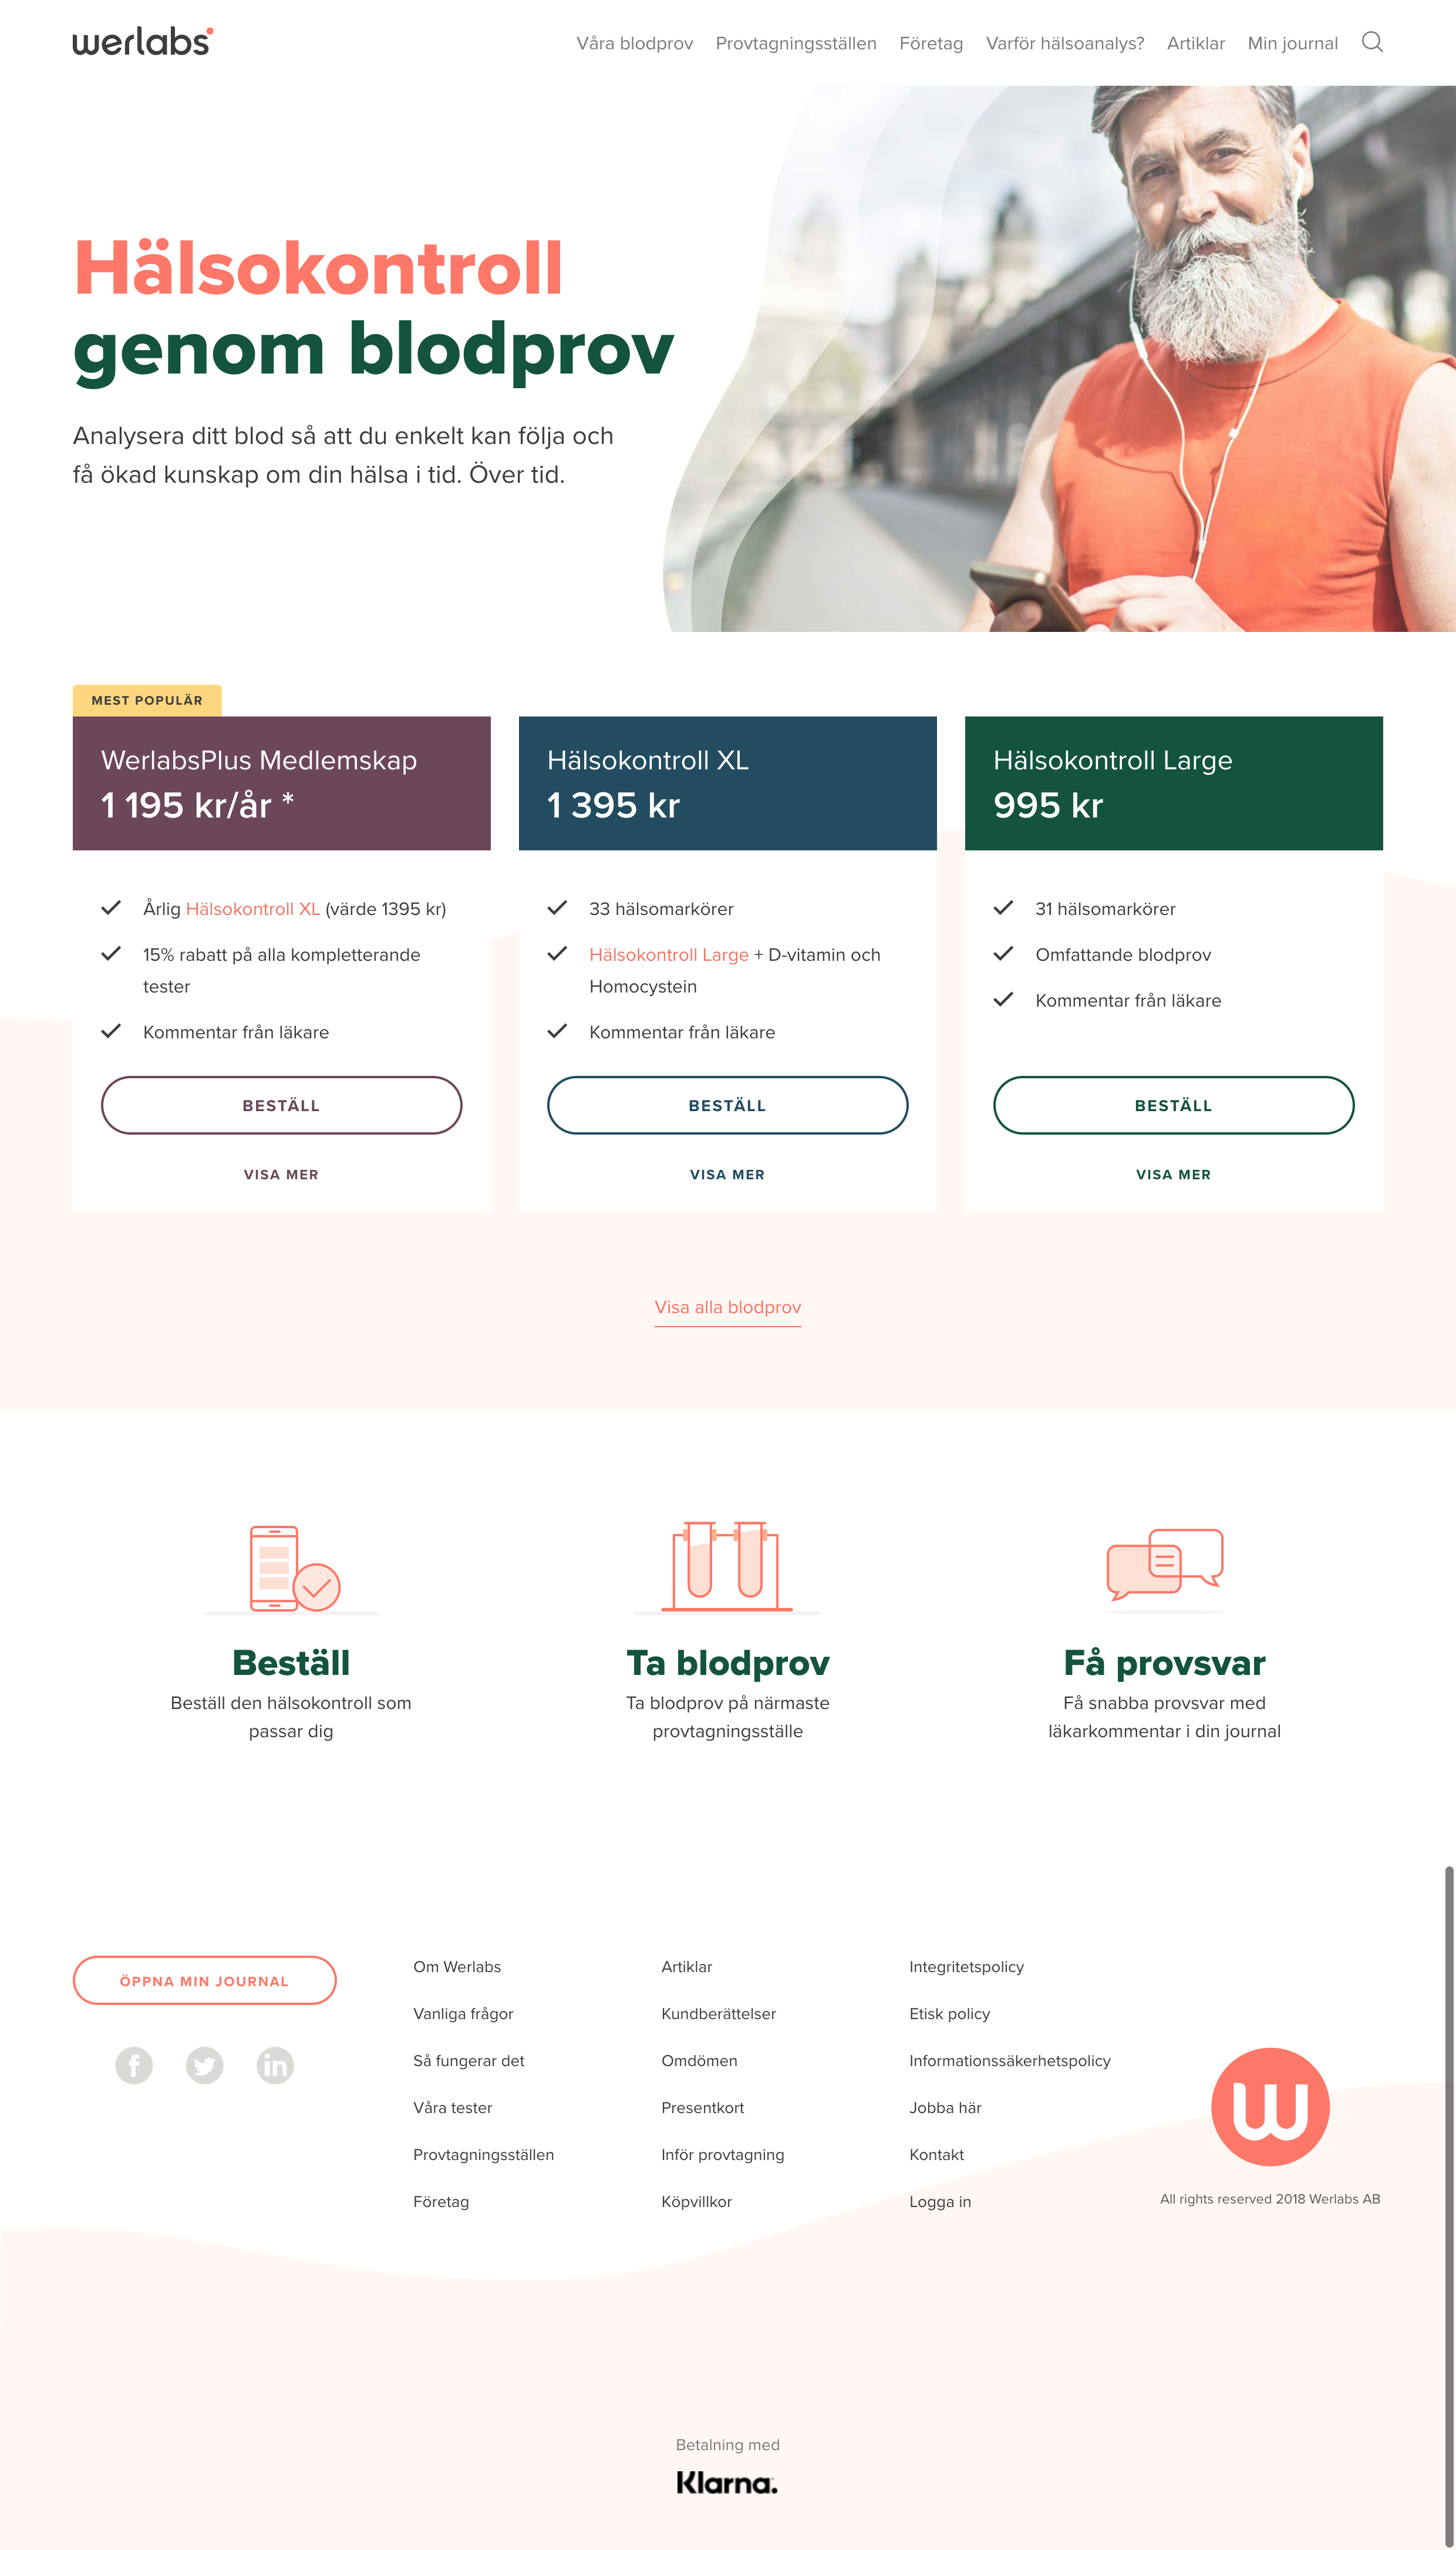 werlabs
Våra blodprov
Provtagningsställen
Företag
Varför hälsoanalys?
Artiklar
Min journal
Hälsokontroll
genom blodprov
Analysera ditt blod så att du enkelt kan följa och
få ökad kunskap om din hälsa i tid. Över tid.
MEST POPULÄR
WerlabsPlus Medlemskap
1 195 kr/år *
Årlig Hälsokontroll XL (värde 1395 kr)
15% rabatt på alla kompletterande
tester
Kommentar från läkare
BESTÄLL
VISA MER
Hälsokontroll XL
1 395 kr
33 hälsomarkörer
Hälsokontroll Large + D-vitamin och
Homocystein
Kommentar från läkare
BESTÄLL
VISA MER
Hälsokontroll Large
995 kr
31 hälsomarkörer
Omfattande blodprov
Kommentar från läkare
BESTÄLL
VISA MER
Visa alla blodprov
Beställ
Beställ den hälsokontroll som
passar dig
Ta blodprov
Ta blodprov på närmaste
provtagningsställe
Få provsvar
Få snabba provsvar med
läkarkommentar i din journal
ÖPPNA MIN JOURNAL
Om Werlabs
Vanliga frågor
Så fungerar det
Våra tester
Provtagningsställen
Företag
Artiklar
Kundberättelser
Omdömen
Presentkort
Inför provtagning
Köpvillkor
Integritetspolicy
Etisk policy
Informationssäkerhetspolicy
Jobba här
Kontakt
Logga in
w
All rights reserved 2018 Werlabs AB
Betalning med
Klarna.